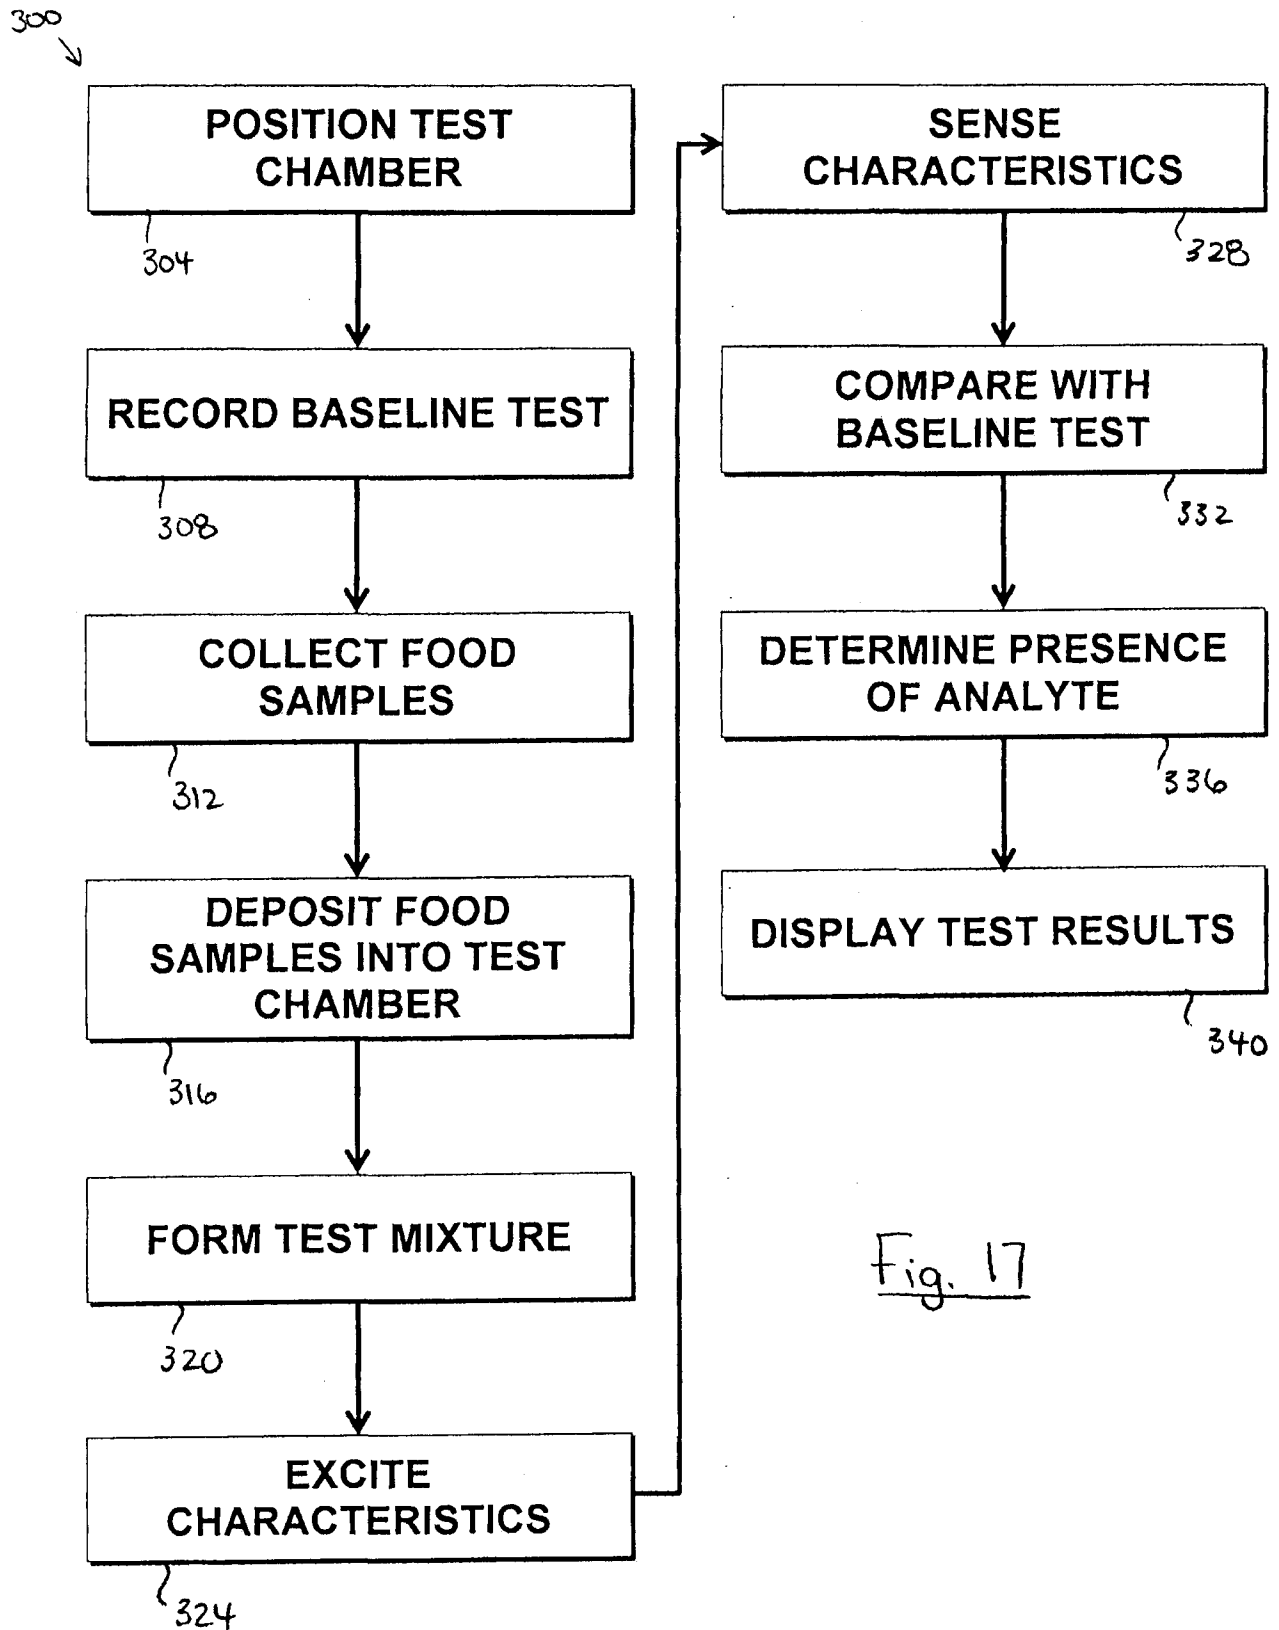 300
POSITION TEST
CHAMBER
304
RECORD BASELINE TEST
308
COLLECT FOOD
SAMPLES
312
DEPOSIT FOOD
SAMPLES INTO TEST
CHAMBER
316
FORM TEST MIXTURE
320
EXCITE
CHARACTERISTICS
324
SENSE
CHARACTERISTICS
328
COMPARE WITH
BASELINE TEST
332
DETERMINE PRESENCE
OF ANALYTE
336
DISPLAY TEST RESULTS
340
Fig. 17